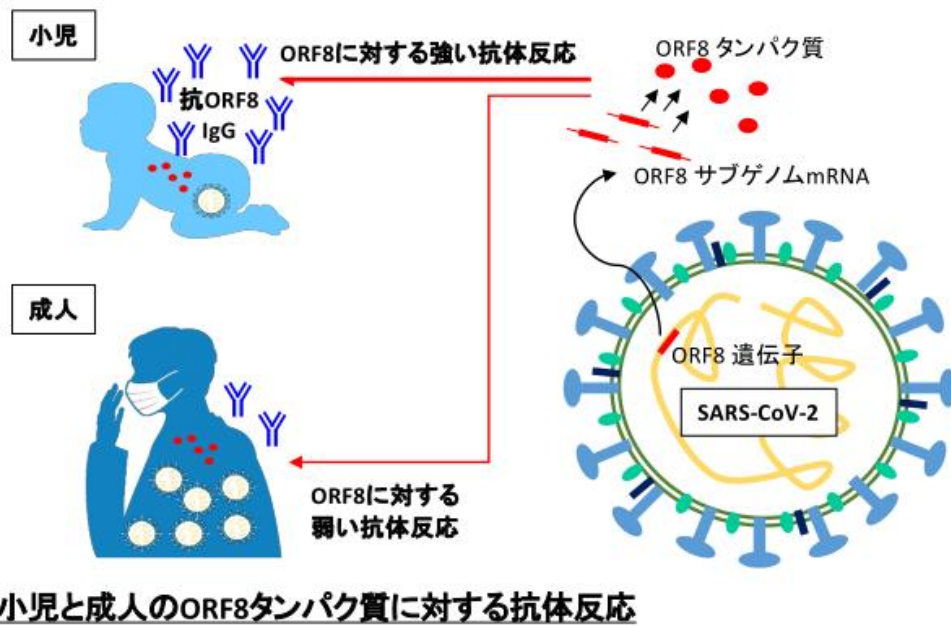 小児
ORF8に対する強い抗体反応
抗ORF8
IgG
ORF8 タンパク質
ORF8 サブゲノムmRNA
成人
ORF8に対する
弱い抗体反応
ORF8 遺伝子
SARS-CoV-2
小児と成人のORF8タンパク質に対する抗体反応